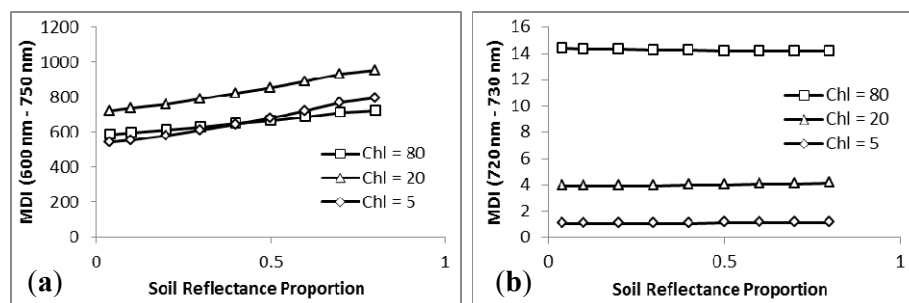 MDI (600 nm - 750 nm)
1200
1000
800
600
400
200
0
Chl = 80
Chl = 20
Chl = 5
0
0.5
1
(a)
Soil Reflectance Proportion
MDI (720 nm - 730 nm)
16
14
12
10
8
6
4
2
0
Chl = 80
Chl = 20
Chl = 5
0
0.5
1
(b)
Soil Reflectance Proportion